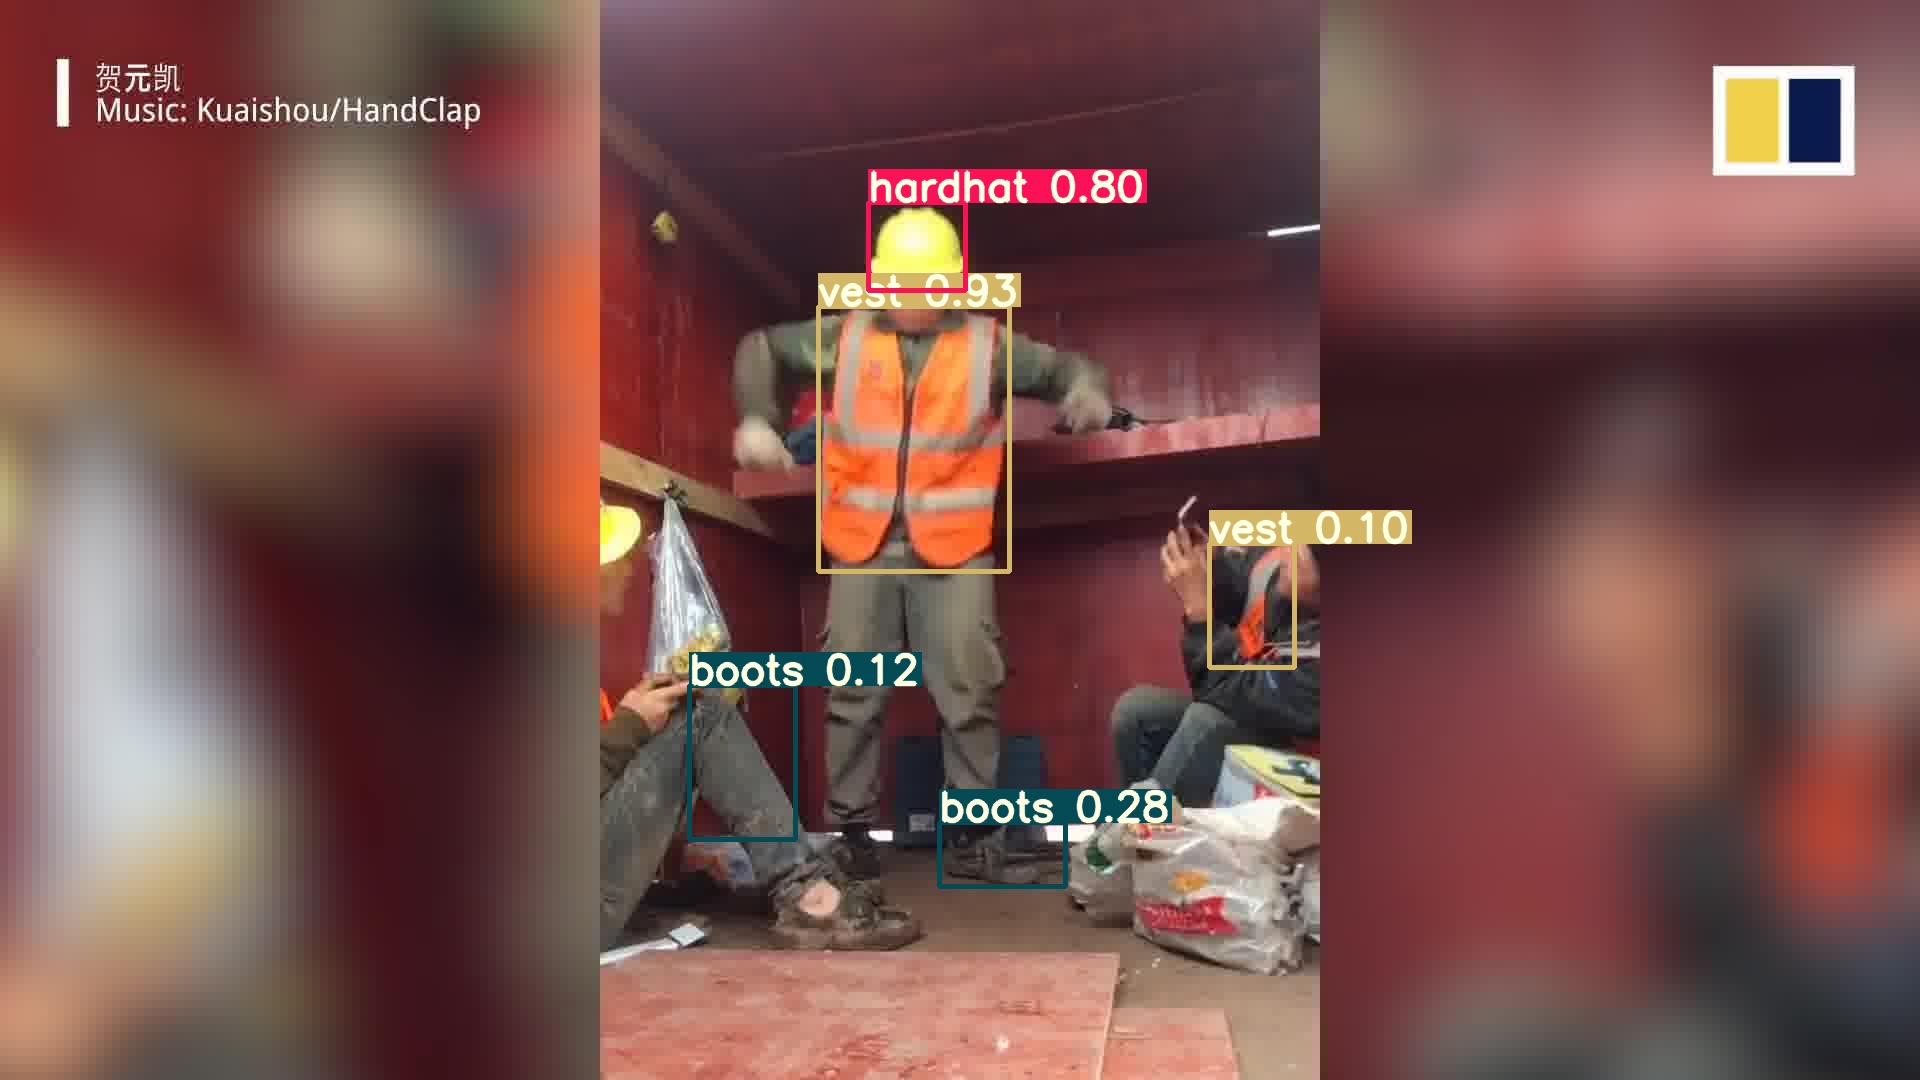 贺元凯
Music: Kuaishou/HandClap
hardhat 0.80
vest 0.93
vest 0.10
boots 0.12
boots 0.28